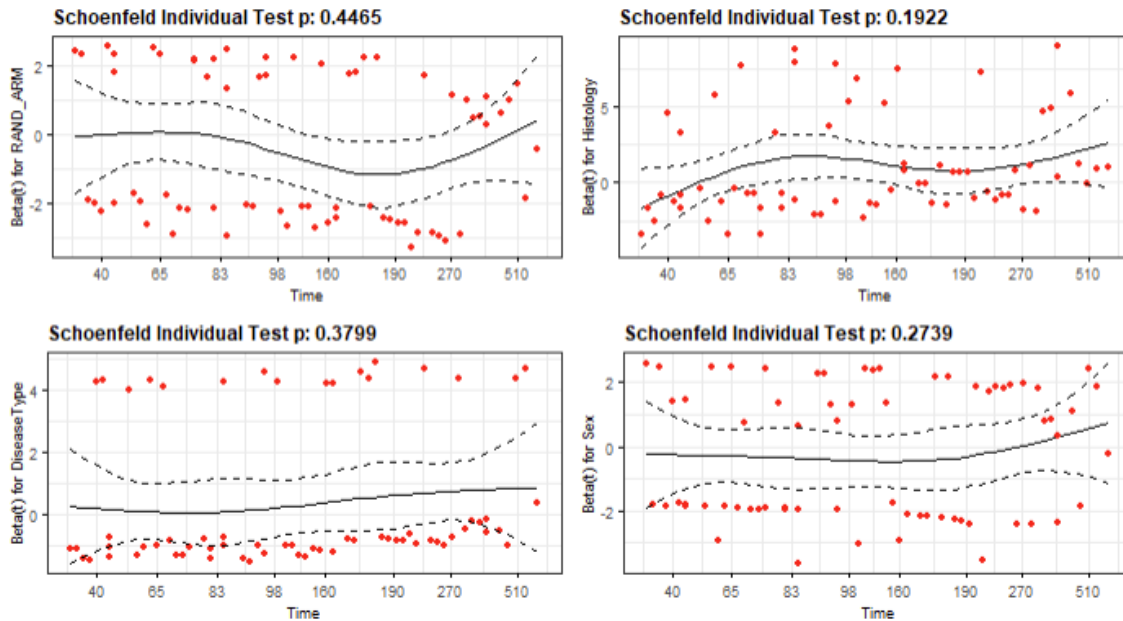 Schoenfeld Individual Test p: 0.4465
Beta(t) for RAND_ARM
2
0
-2
40 65 83 98 160 190 270 510
Time
Schoenfeld Individual Test p: 0.1922
Beta(t) for Histology
5
0
40 65 83 98 160 190 270 510
Time
Schoenfeld Individual Test p: 0.3799
Beta(t) for DiseaseType
4
2
0
40 65 83 98 160 190 270 510
Time
Schoenfeld Individual Test p: 0.2739
Beta(t) for Sex
2
0
-2
40 65 83 98 160 190 270 510
Time